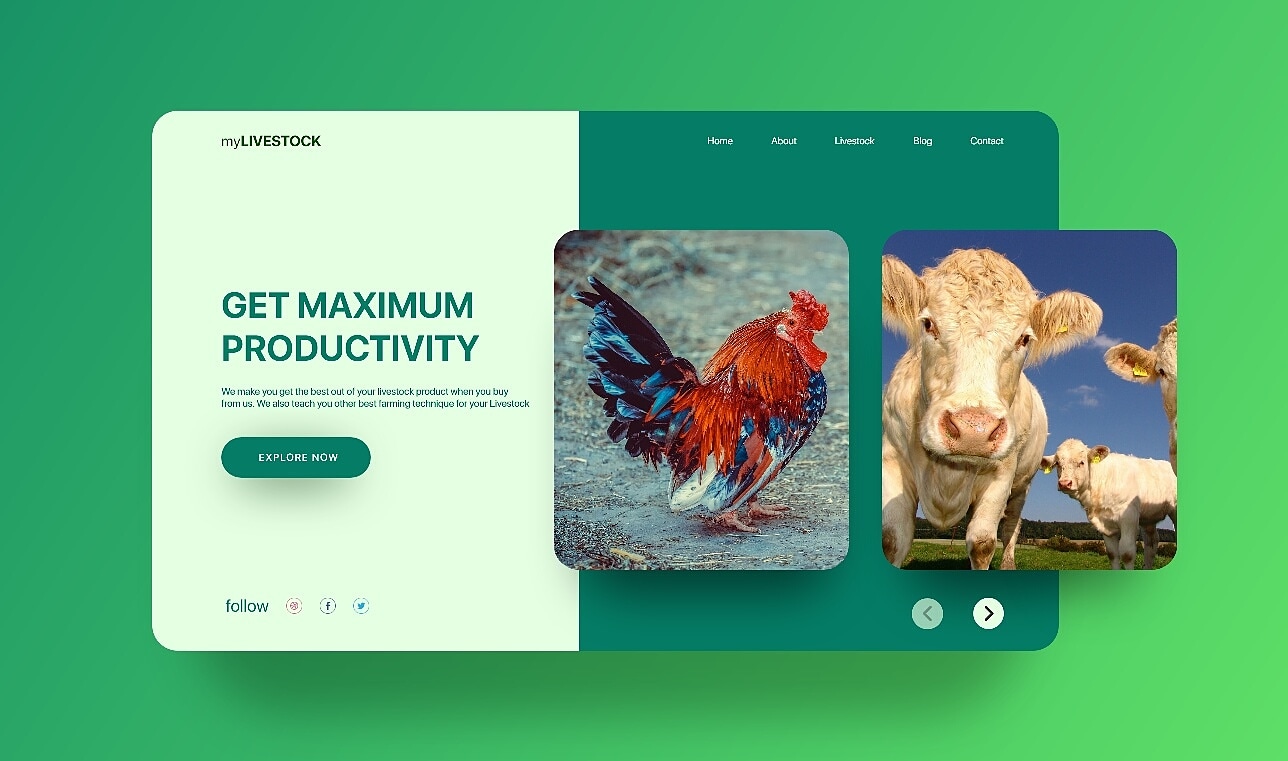 myLIVESTOCK
Home About Livestock Blog Contact
GET MAXIMUM
PRODUCTIVITY
We make you get the best out of your livestock product when you buy
from us. We also teach you other best farming technique for your Livestock
EXPLORE NOW
follow